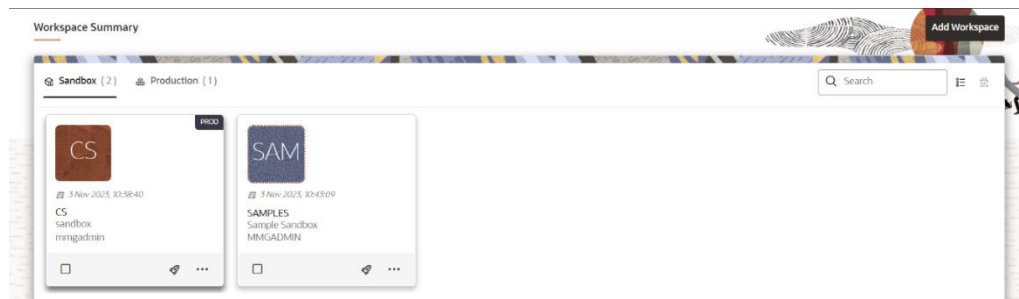 Workspace Summary
Add Workspace
Sandbox (2) Production (1)
Search
PROD
CS
3 Nov 2023, 10:38:40
CS
sandbox
mmgadmin
SAM
3 Nov 2023, 10:43:09
SAMPLES
Sample Sandbox
MMGADMIN